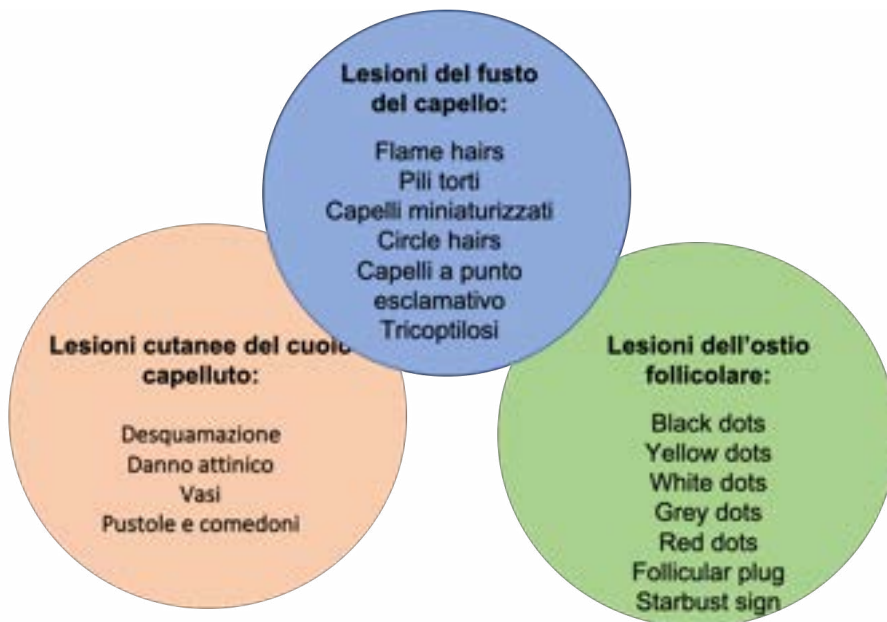 Lesioni del fusto
del capello:
Flame hairs
Pili torti
Capelli miniaturizzati
Circle hairs
Capelli a punto
esclamativo
Tricoptilosi
Lesioni cutanee del cuoio
capelluto:
Desquamazione
Danno attinico
Vasi
Pustole e comedoni
Lesioni dell'ostio
follicolare:
Black dots
Yellow dots
White dots
Grey dots
Red dots
Follicular plug
Starbust sign